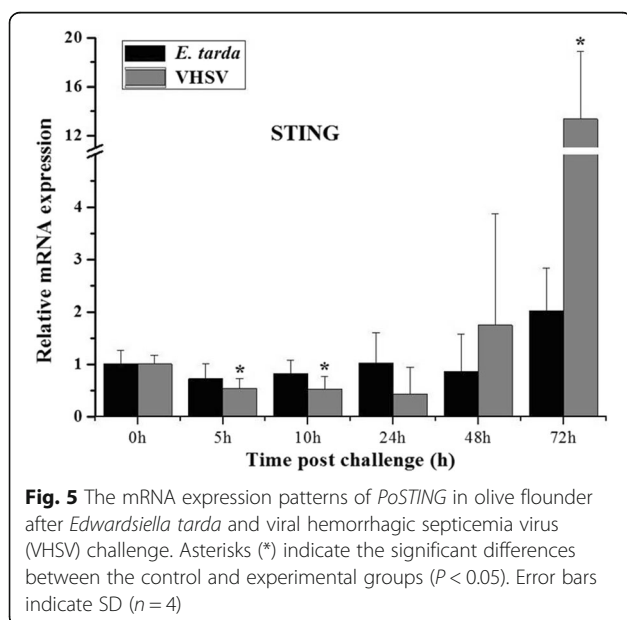 20
16
12
4
2
1
0
Relative mRNA expression
E. tarda
VHSV
STING
*
*
*
0h 5h 10h 24h 48h 72h
Time post challenge (h)
Fig. 5 The mRNA expression patterns of PoSTING in olive flounder
after Edwardsiella tarda and viral hemorrhagic septicemia virus
(VHSV) challenge. Asterisks (*) indicate the significant differences
between the control and experimental groups (P < 0.05). Error bars
indicate SD (n = 4)